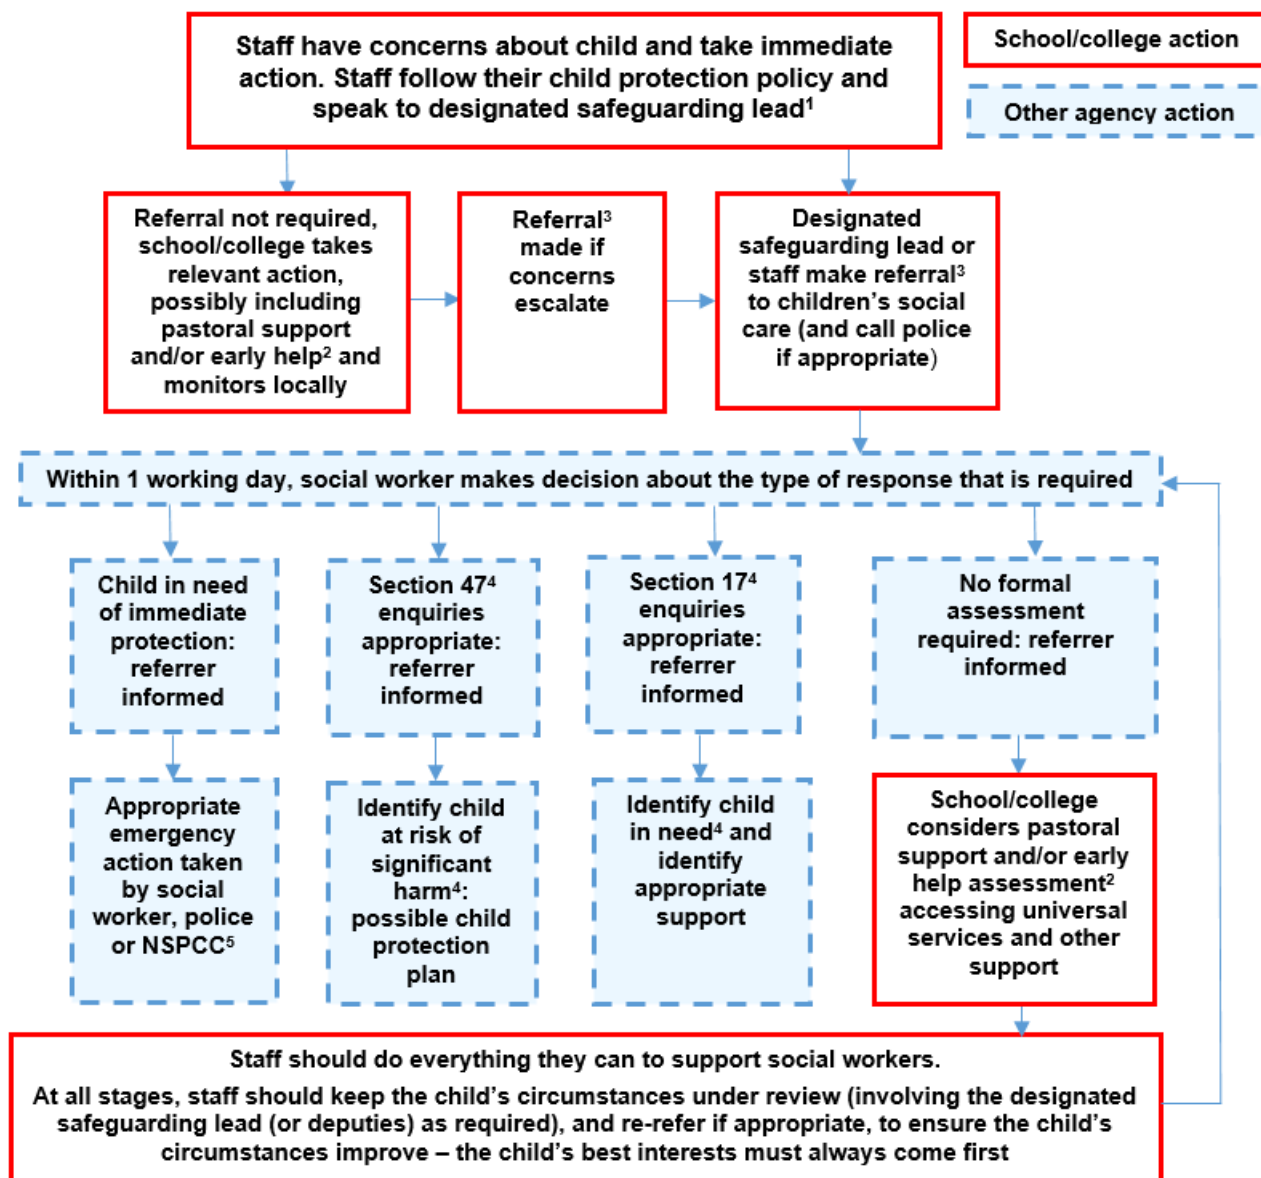 Staff have concerns about child and take immediate
action. Staff follow their child protection policy and
speak to designated safeguarding lead¹
School/college action
Other agency action
Referral not required,
school/college takes
relevant action,
possibly including
pastoral support
and/or early help² and
monitors locally
Referral³
made if
concerns
escalate
Designated
safeguarding lead or
staff make referral³
to children’s social
care (and call police
if appropriate)
Within 1 working day, social worker makes decision about the type of response that is required
Child in need
of immediate
protection:
referrer
informed
Section 47⁴
enquiries
appropriate:
referrer
informed
Section 17⁴
enquiries
appropriate:
referrer
informed
No formal
assessment
required: referrer
informed
Appropriate
emergency
action taken
by social
worker, police
or NSPCC⁵
Identify child
at risk of
significant
harm⁴:
possible child
protection
plan
Identify child
in need⁴ and
identify
appropriate
support
School/college
considers pastoral
support and/or early
help assessment²
accessing universal
services and other
support
Staff should do everything they can to support social workers.
At all stages, staff should keep the child’s circumstances under review (involving the designated
safeguarding lead (or deputies) as required), and re-refer if appropriate, to ensure the child’s
circumstances improve – the child’s best interests must always come first